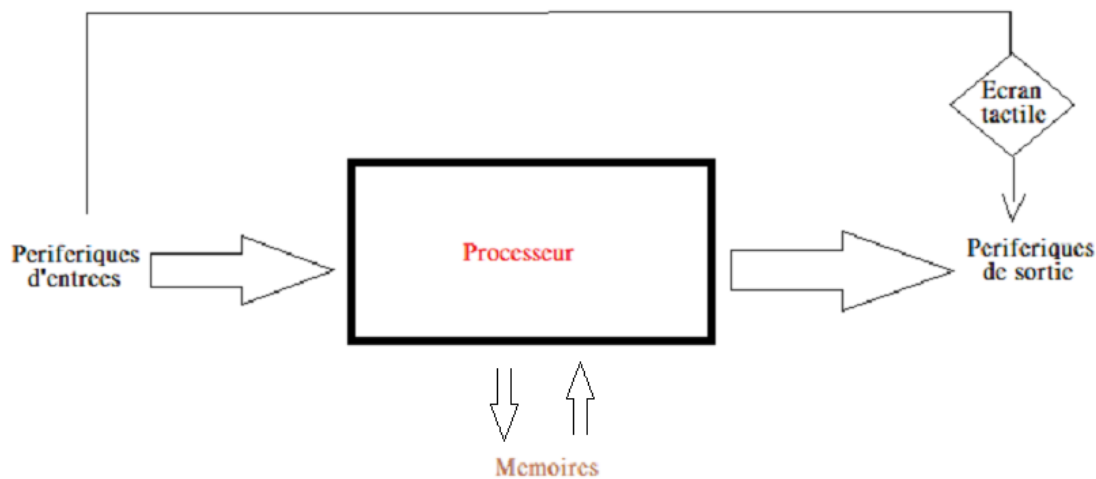 Ecran
tactile
Processeur
Periferiques
d'entrees
Periferiques
de sortie
Memoires